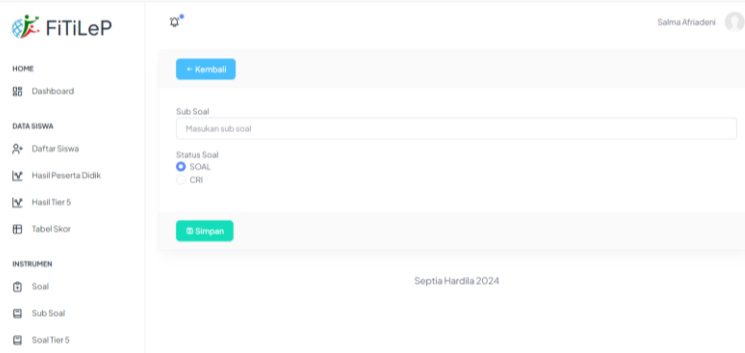 FiTiLeP
Salma Afriadeni
HOME
Dashboard
DATA SISWA
Daftar Siswa
Hasil Peserta Didik
Hasil Tier 5
Tabel Skor
INSTRUMEN
Soal
Sub Soal
Soal Tier 5
← Kembali
Sub Soal
Masukan sub soal
Status Soal
SOAL
CRI
Simpan
Septia Hardila 2024